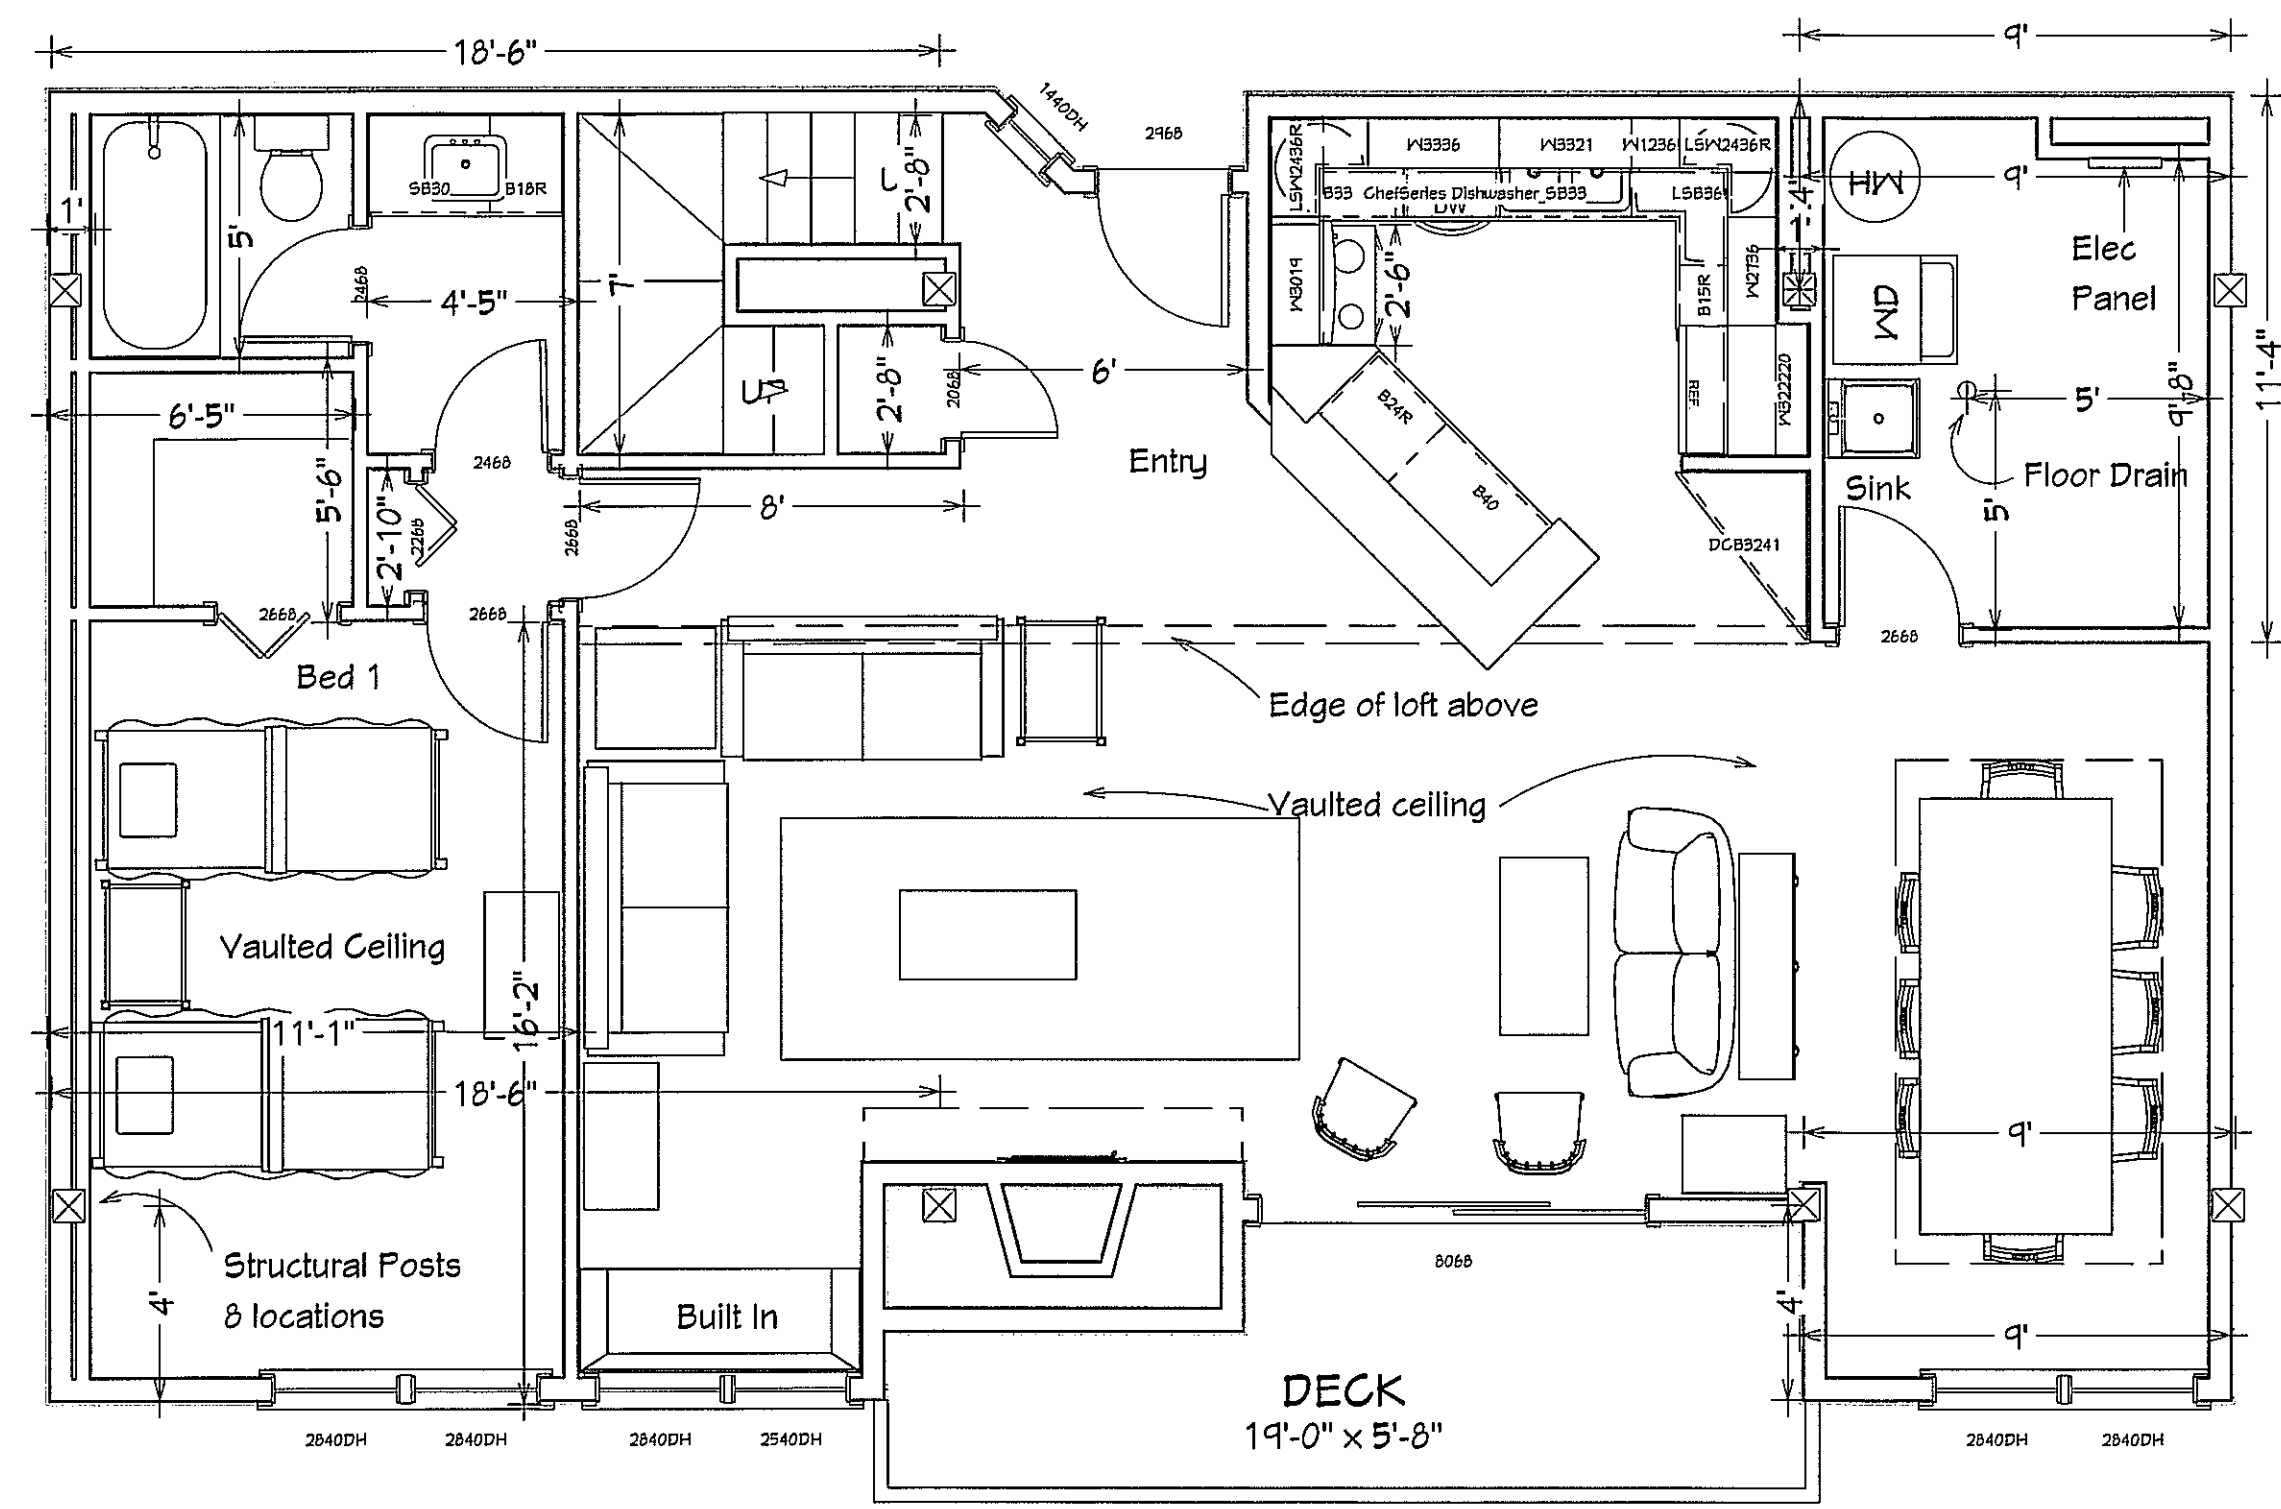 18'-6"
9'
1440DH
2968
LSW2436R
W3336
W3321
W1236
LSW2436R
1'
5'
SB30
B18R
2'-8"
B33
ChefSeries Dishwasher
SB33
LSB36
DW
9'
1'-4"
WH
Elec
Panel
2468
4'-5"
7'
W3019
2'-6"
B15R
W2736
WD
11'-4"
6'-5"
U
2'-8"
2068
6'
B24R
REF.
W322220
5'
9'-8"
5'-6"
2468
Entry
B40
Sink
Floor Drain
2'-10"
2268
2668
8'
DCB3241
5'
2668
2668
2668
Bed 1
Edge of loft above
Vaulted ceiling
Vaulted Ceiling
11'-1"
16'-2"
18'-6"
9'
Structural Posts
8 locations
4'
8068
4'
Built In
9'
DECK
19'-0" x 5'-8"
2840DH
2840DH
2840DH
2540DH
2840DH
2840DH